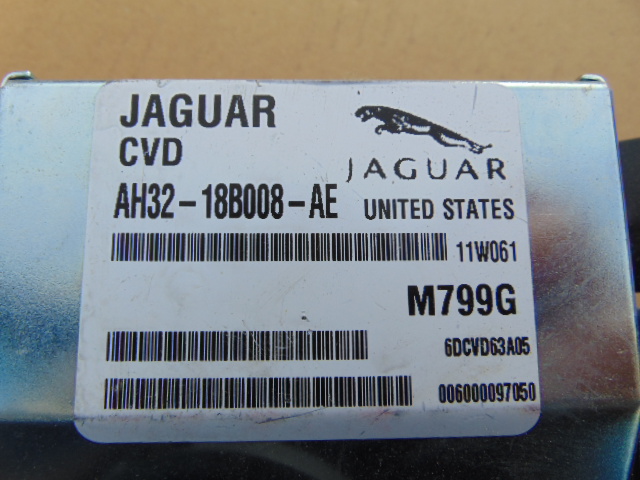 JAGUAR
CVD
JAGUAR
AH32-18B008-AE
UNITED STATES
11W061
M799G
6DCVD63A05
006000097050